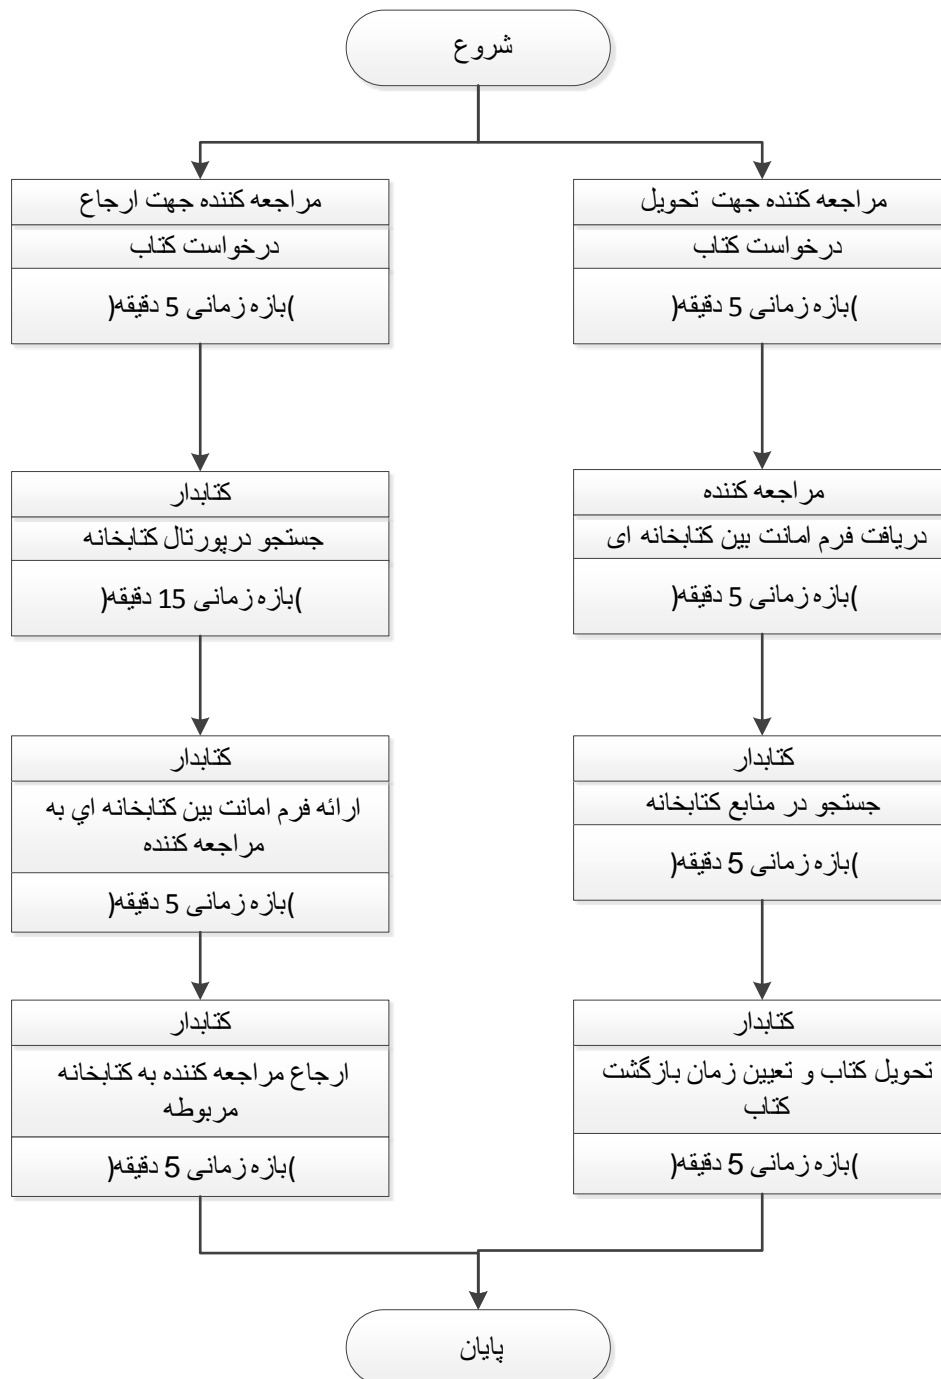 شروع
مراجعه کننده جهت تحویل
درخواست کتاب
)بازه زمانی 5 دقیقه(
مراجعه کننده
دریافت فرم امانت بین کتابخانه ای
)بازه زمانی 5 دقیقه(
کتابدار
جستجو در منابع کتابخانه
)بازه زمانی 5 دقیقه(
کتابدار
تحویل کتاب و تعیین زمان بازگشت
کتاب
)بازه زمانی 5 دقیقه(
مراجعه کننده جهت ارجاع
درخواست کتاب
)بازه زمانی 5 دقیقه(
کتابدار
جستجو درپورتال کتابخانه
)بازه زمانی 15 دقیقه(
کتابدار
ارائه فرم امانت بین کتابخانه اي به
مراجعه کننده
)بازه زمانی 5 دقیقه(
کتابدار
ارجاع مراجعه کننده به کتابخانه
مربوطه
)بازه زمانی 5 دقیقه(
پایان